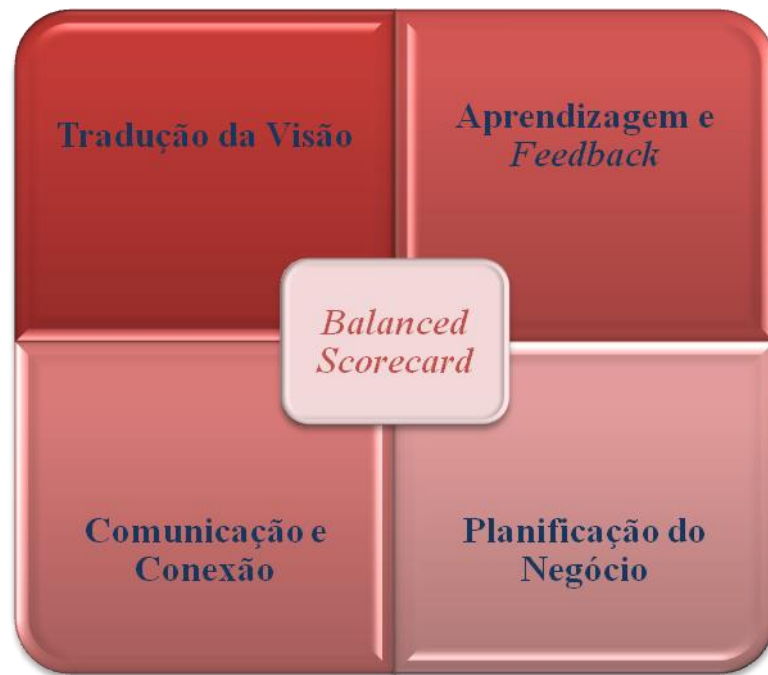 Tradução da Visão
Aprendizagem e
Feedback
Balanced
Scorecard
Comunicação e
Conexão
Planificação do
Negócio